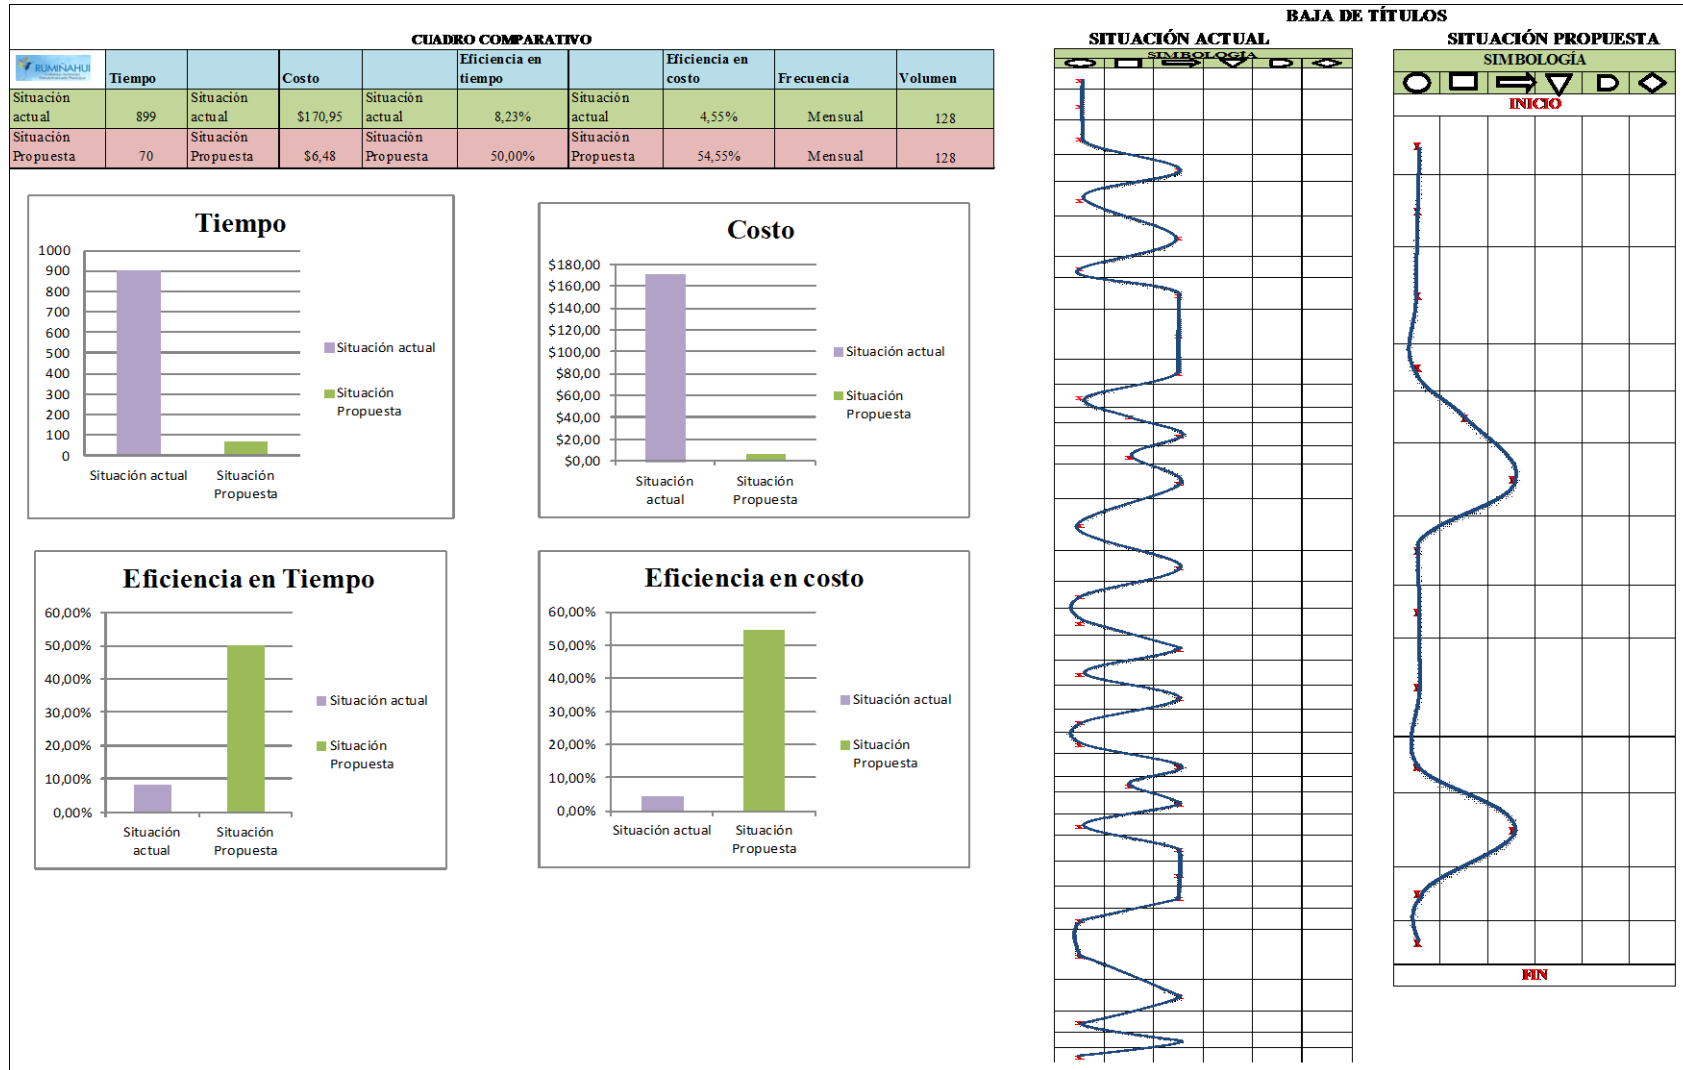 BAJA DE TÍTULOS
CUADRO COMPARATIVO
SITUACIÓN ACTUAL
SITUACIÓN PROPUESTA
RUMIÑAHUI
Tiempo
Costo
Eficiencia en
tiempo
Eficiencia en
costo
Frecuencia
Volumen
Situación
actual
899
Situación
actual
$170,95
Situación
actual
8,23%
Situación
actual
4,55%
Mensual
128
Situación
Propuesta
70
Situación
Propuesta
$6,48
Situación
Propuesta
50,00%
Situación
Propuesta
54,55%
Mensual
128
SIMBOLOGÍA
SIMBOLOGÍA
INICIO
FIN
Tiempo
1000
900
800
700
600
500
400
300
200
100
0
Situación actual
Situación
Propuesta
Situación actual
Situación
Propuesta
Costo
$180,00
$160,00
$140,00
$120,00
$100,00
$80,00
$60,00
$40,00
$20,00
$0,00
Situación
actual
Situación
Propuesta
Situación actual
Situación
Propuesta
Eficiencia en Tiempo
60,00%
50,00%
40,00%
30,00%
20,00%
10,00%
0,00%
Situación
actual
Situación
Propuesta
Situación actual
Situación
Propuesta
Eficiencia en costo
60,00%
50,00%
40,00%
30,00%
20,00%
10,00%
0,00%
Situación actual
Situación
Propuesta
Situación actual
Situación
Propuesta